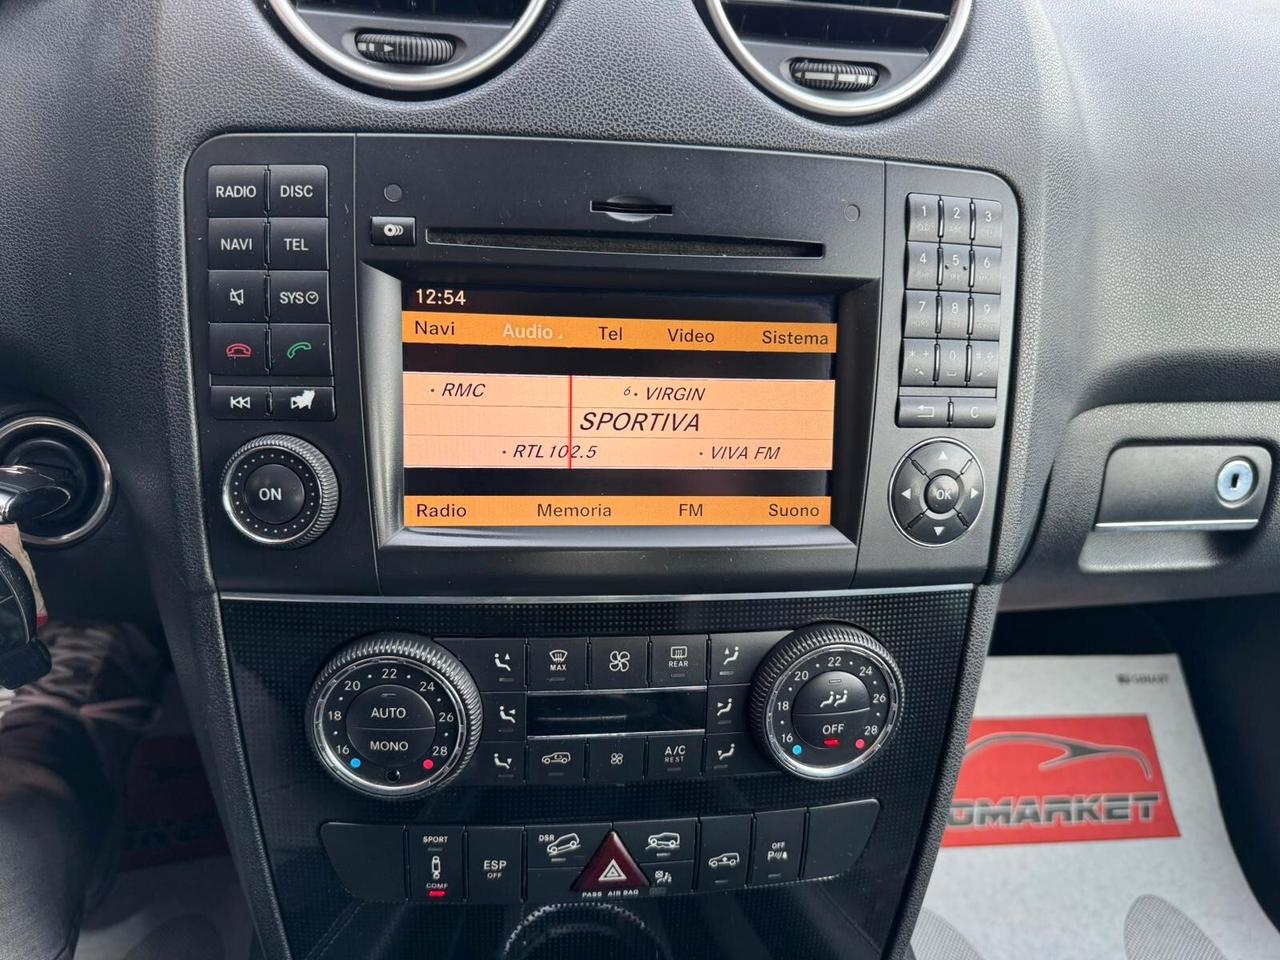 RADIO DISC
NAVI TEL
SYS
ON
1 2 3
4 5 6
7 8 9
* 0
C
OK
12:54
Navi Audio Tel Video Sistema
• RMC 6• VIRGIN
SPORTIVA
• RTL 102.5 • VIVA FM
Radio Memoria FM Suono
16 18 20 22 24 26 28
AUTO
MONO
MAX
REAR
A/C
REST
16 18 20 22 24 26 28
OFF
SPORT
COMF
ESP
OFF
DSR
PASS AIR BAG
OFF
P
OMARKET